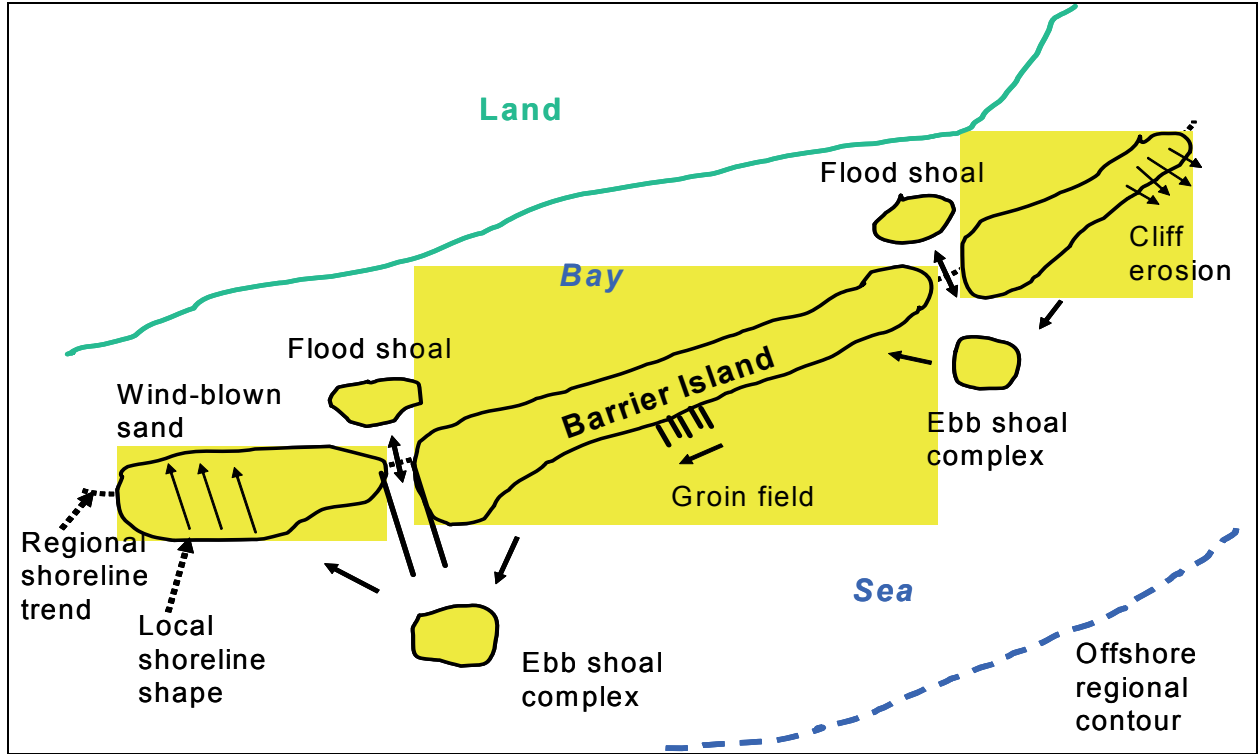 Land
Flood shoal
Cliff
erosion
Bay
Flood shoal
Wind-blown
sand
Barrier Island
Ebb shoal
complex
Groin field
Regional
shoreline
trend
Sea
Local
shoreline
shape
Ebb shoal
complex
Offshore
regional
contour